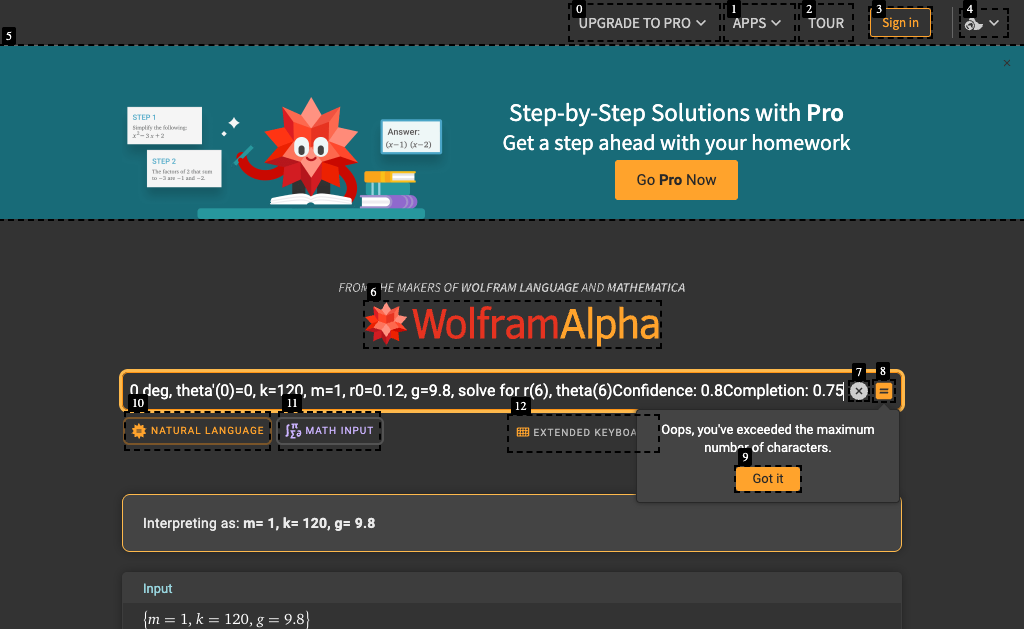 UPGRADE TO PRO
APPS
TOUR
Sign in
0
1
2
3
4
5
×
STEP 1
Simplify the following:
x² − 3 x + 2
STEP 2
The factors of 2 that sum
to −3 are −1 and −2.
Answer:
(x−1) (x−2)
Step-by-Step Solutions with Pro
Get a step ahead with your homework
Go Pro Now
FROM THE MAKERS OF WOLFRAM LANGUAGE AND MATHEMATICA
6
WolframAlpha
7
8
0 deg, theta'(0)=0, k=120, m=1, r0=0.12, g=9.8, solve for r(6), theta(6)Confidence: 0.8Completion: 0.75
10
11
12
NATURAL LANGUAGE
MATH INPUT
EXTENDED KEYBOA
Oops, you've exceeded the maximum
number of characters.
9
Got it
Interpreting as: m= 1, k= 120, g= 9.8
Input
{m = 1, k = 120, g = 9.8}